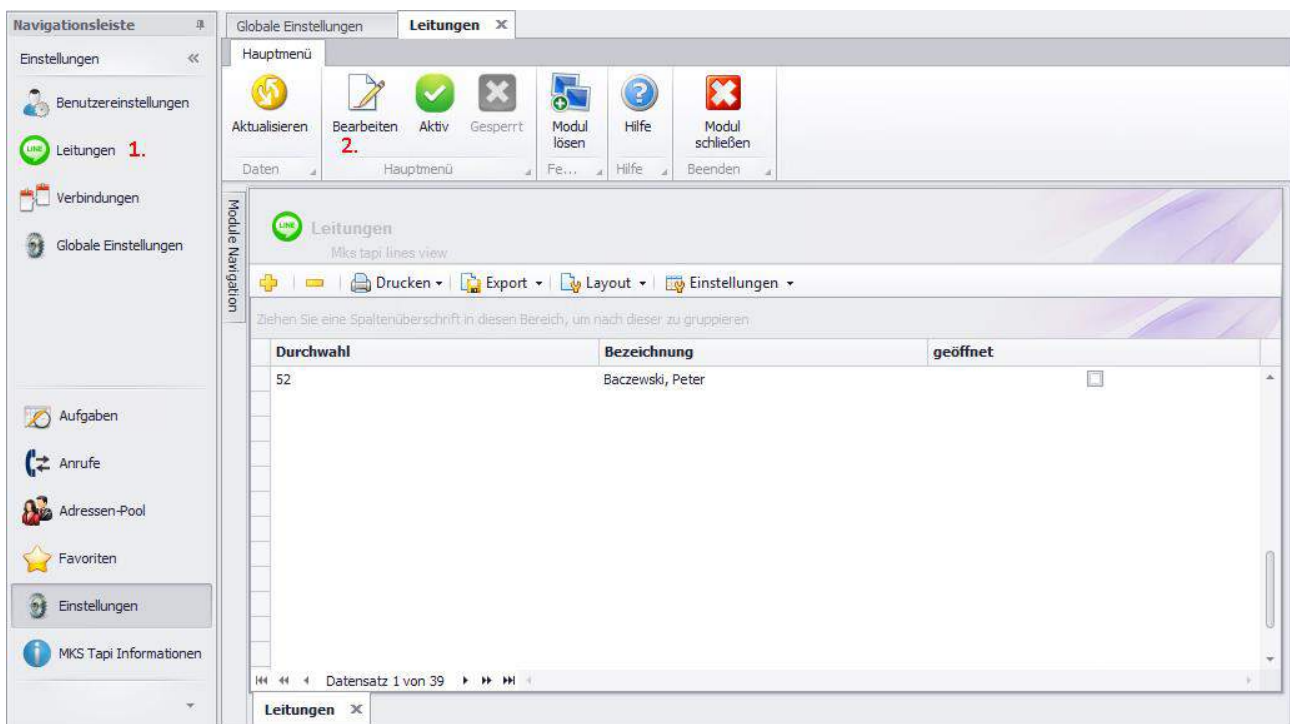 Navigationsleiste
Einstellungen
Benutzereinstellungen
LINE
Leitungen 1.
Verbindungen
Globale Einstellungen
Aufgaben
Anrufe
Adressen-Pool
Favoriten
Einstellungen
MKS Tapi Informationen
Globale Einstellungen Leitungen
Hauptmenü
Aktualisieren Bearbeiten Aktiv Gesperrt Modul lösen Hilfe Modul schließen
2.
Daten Hauptmenü Fe... Hilfe Beenden
Module Navigation
LINE
Leitungen
Mks tapi lines view
Drucken Export Layout Einstellungen
Ziehen Sie eine Spaltenüberschrift in diesen Bereich, um nach dieser zu gruppieren
Durchwahl Bezeichnung geöffnet
52 Baczewski, Peter
Datensatz 1 von 39
Leitungen